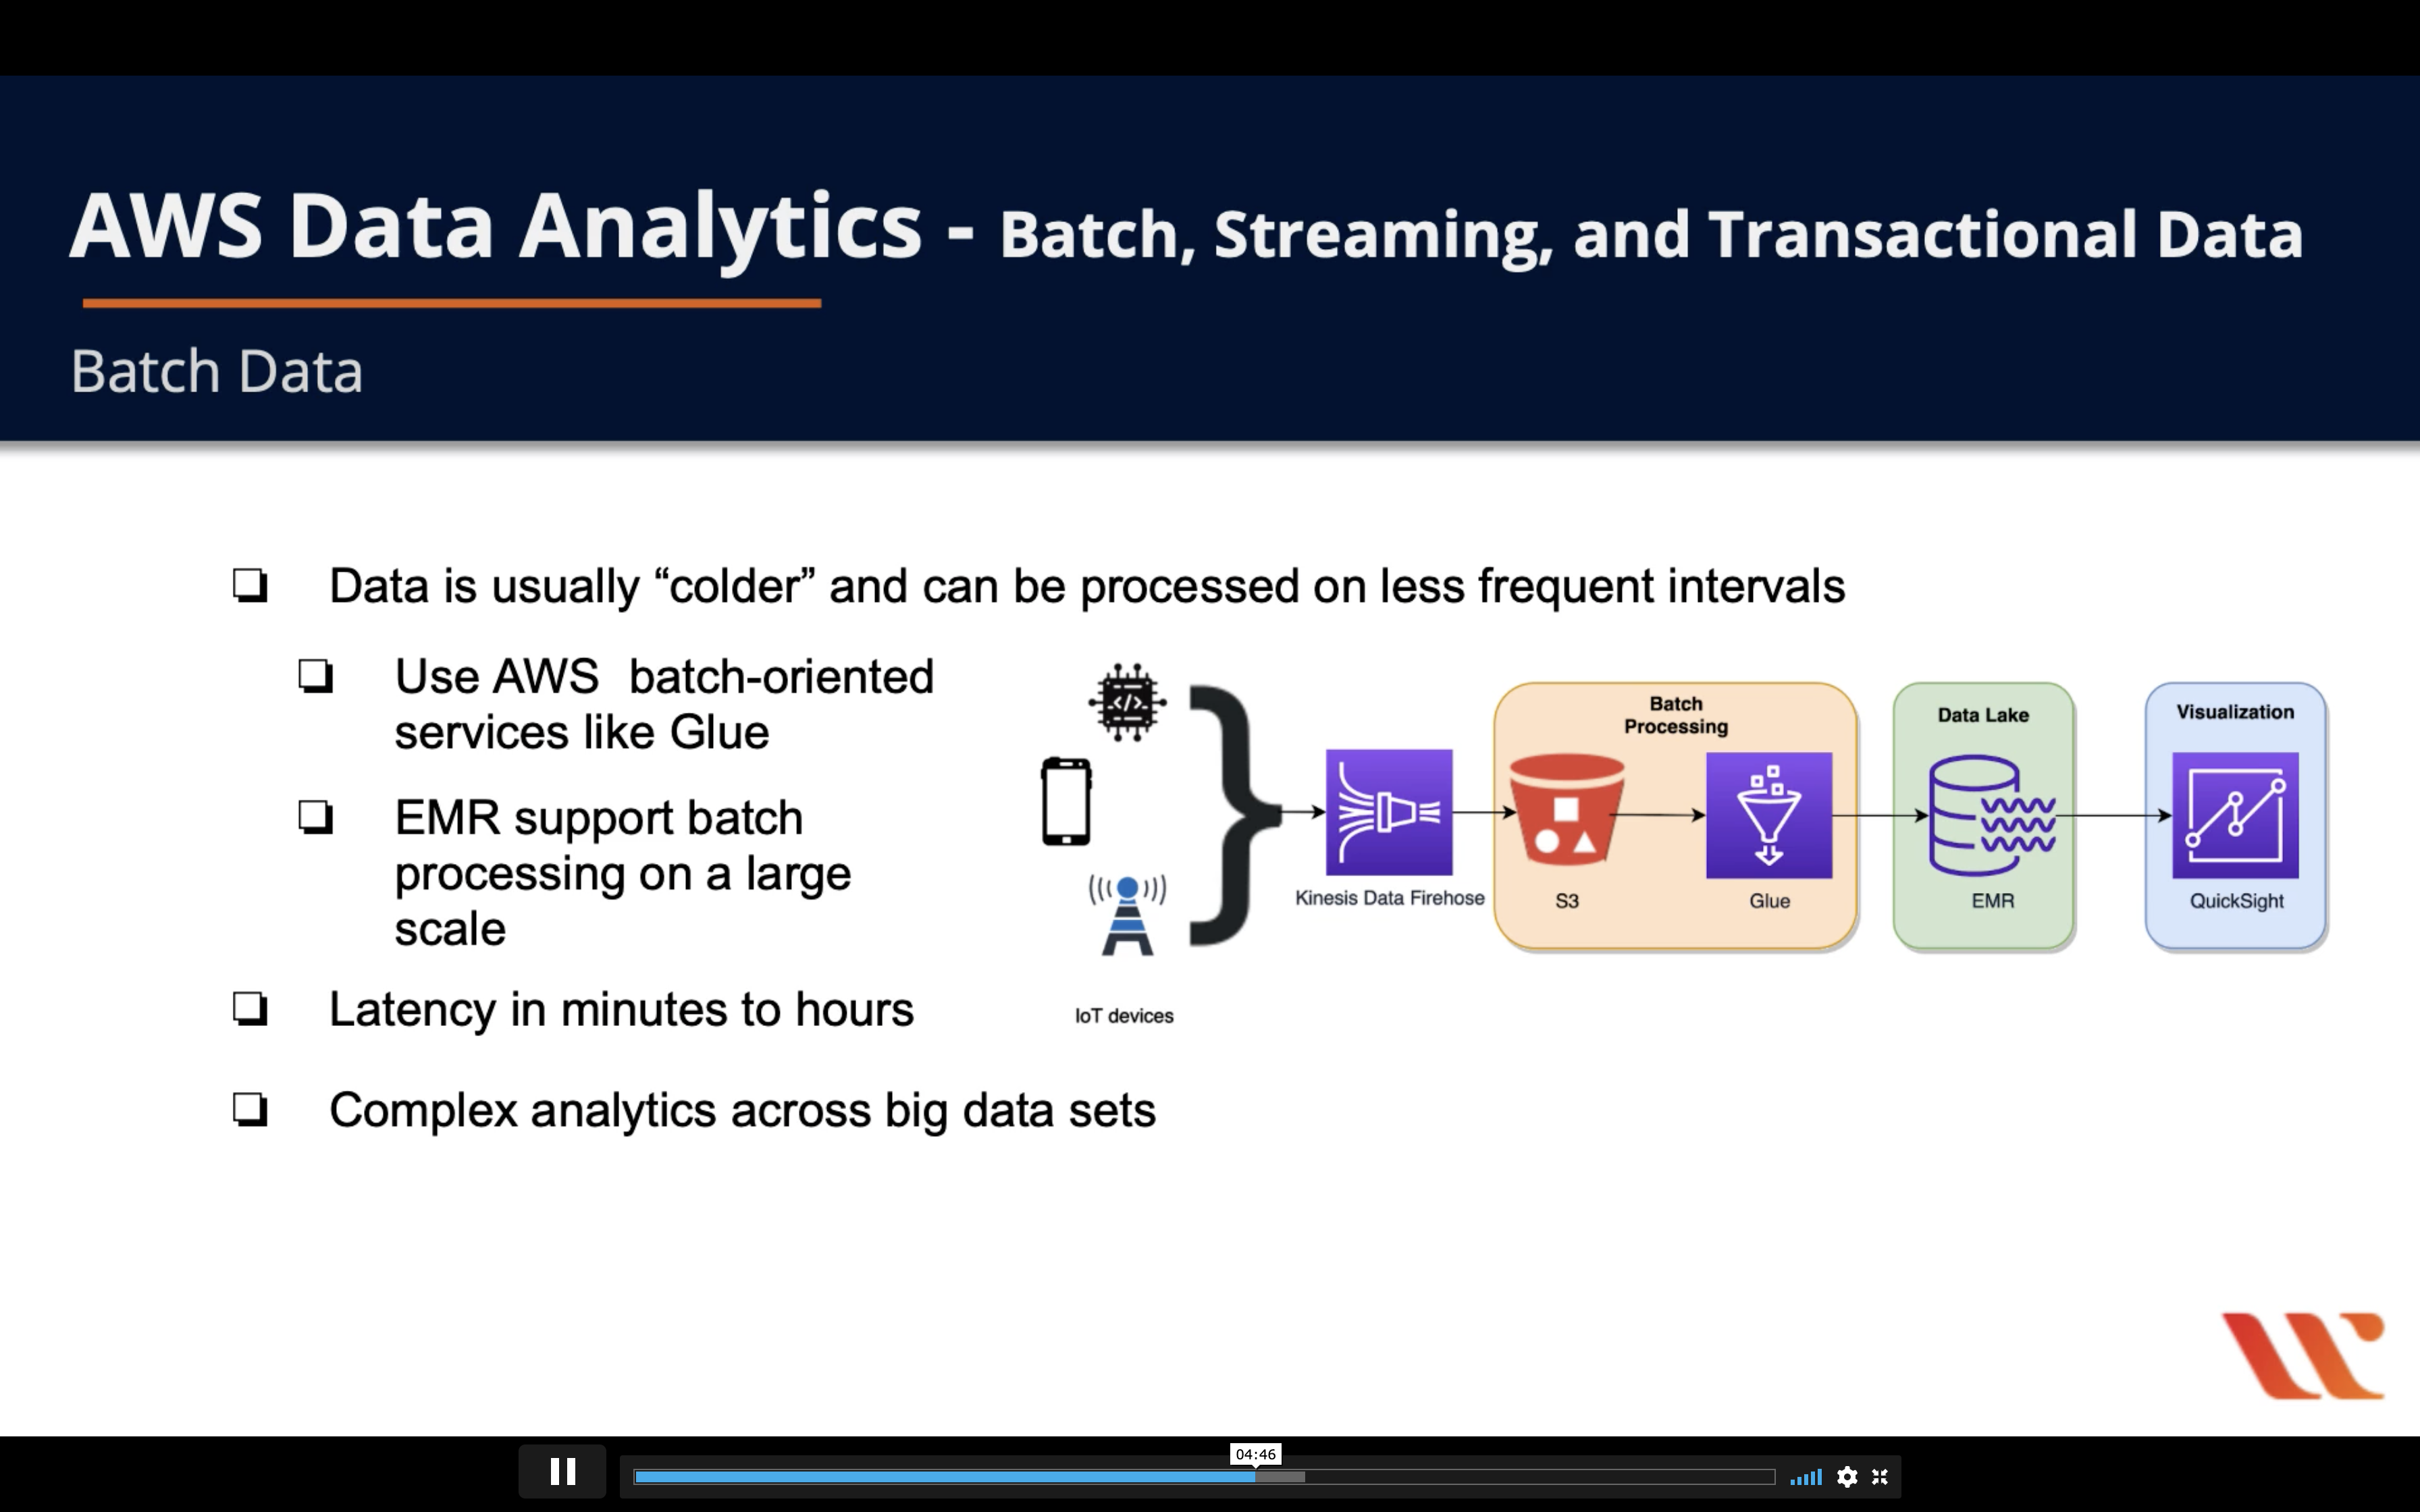 AWS Data Analytics - Batch, Streaming, and Transactional Data
Batch Data
Data is usually “colder” and can be processed on less frequent intervals
Use AWS batch-oriented
services like Glue
EMR support batch
processing on a large
scale
Latency in minutes to hours
Complex analytics across big data sets
</>
IoT devices
Kinesis Data Firehose
Batch
Processing
S3
Glue
Data Lake
EMR
Visualization
QuickSight
04:46